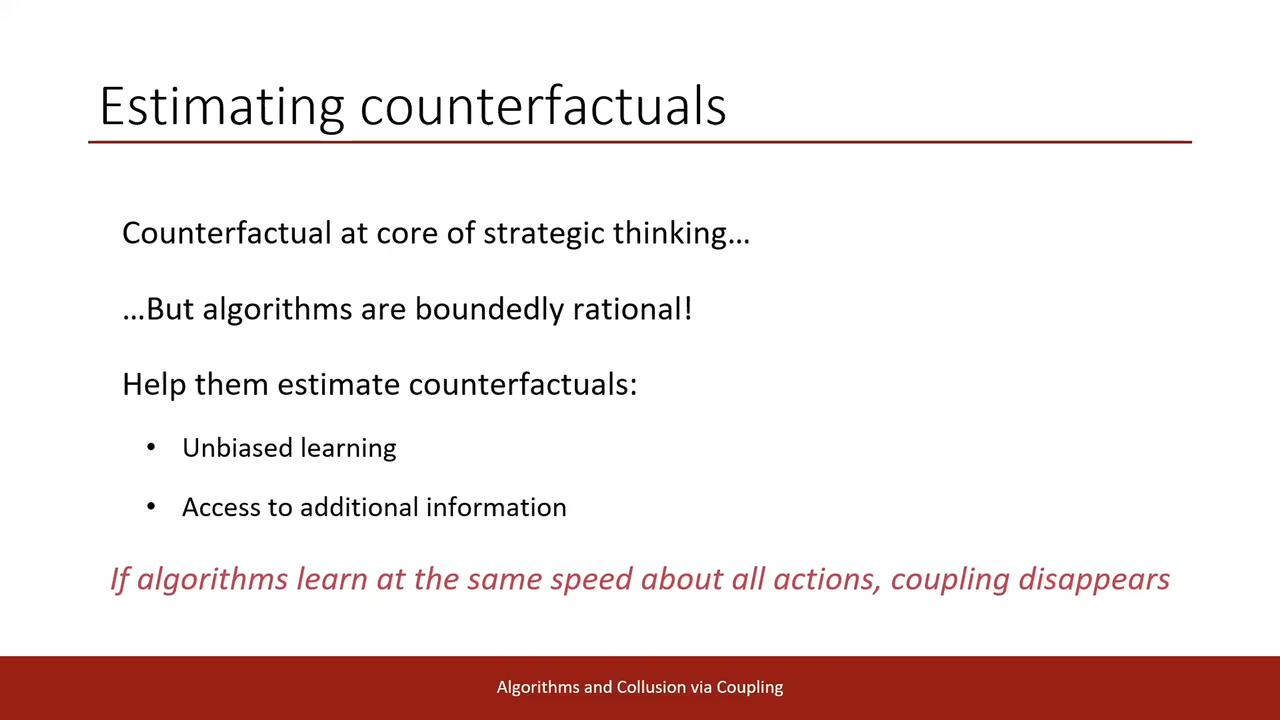 Estimating counterfactuals
Counterfactual at core of strategic thinking…
…But algorithms are boundedly rational!
Help them estimate counterfactuals:
• Unbiased learning
• Access to additional information
If algorithms learn at the same speed about all actions, coupling disappears
Algorithms and Collusion via Coupling